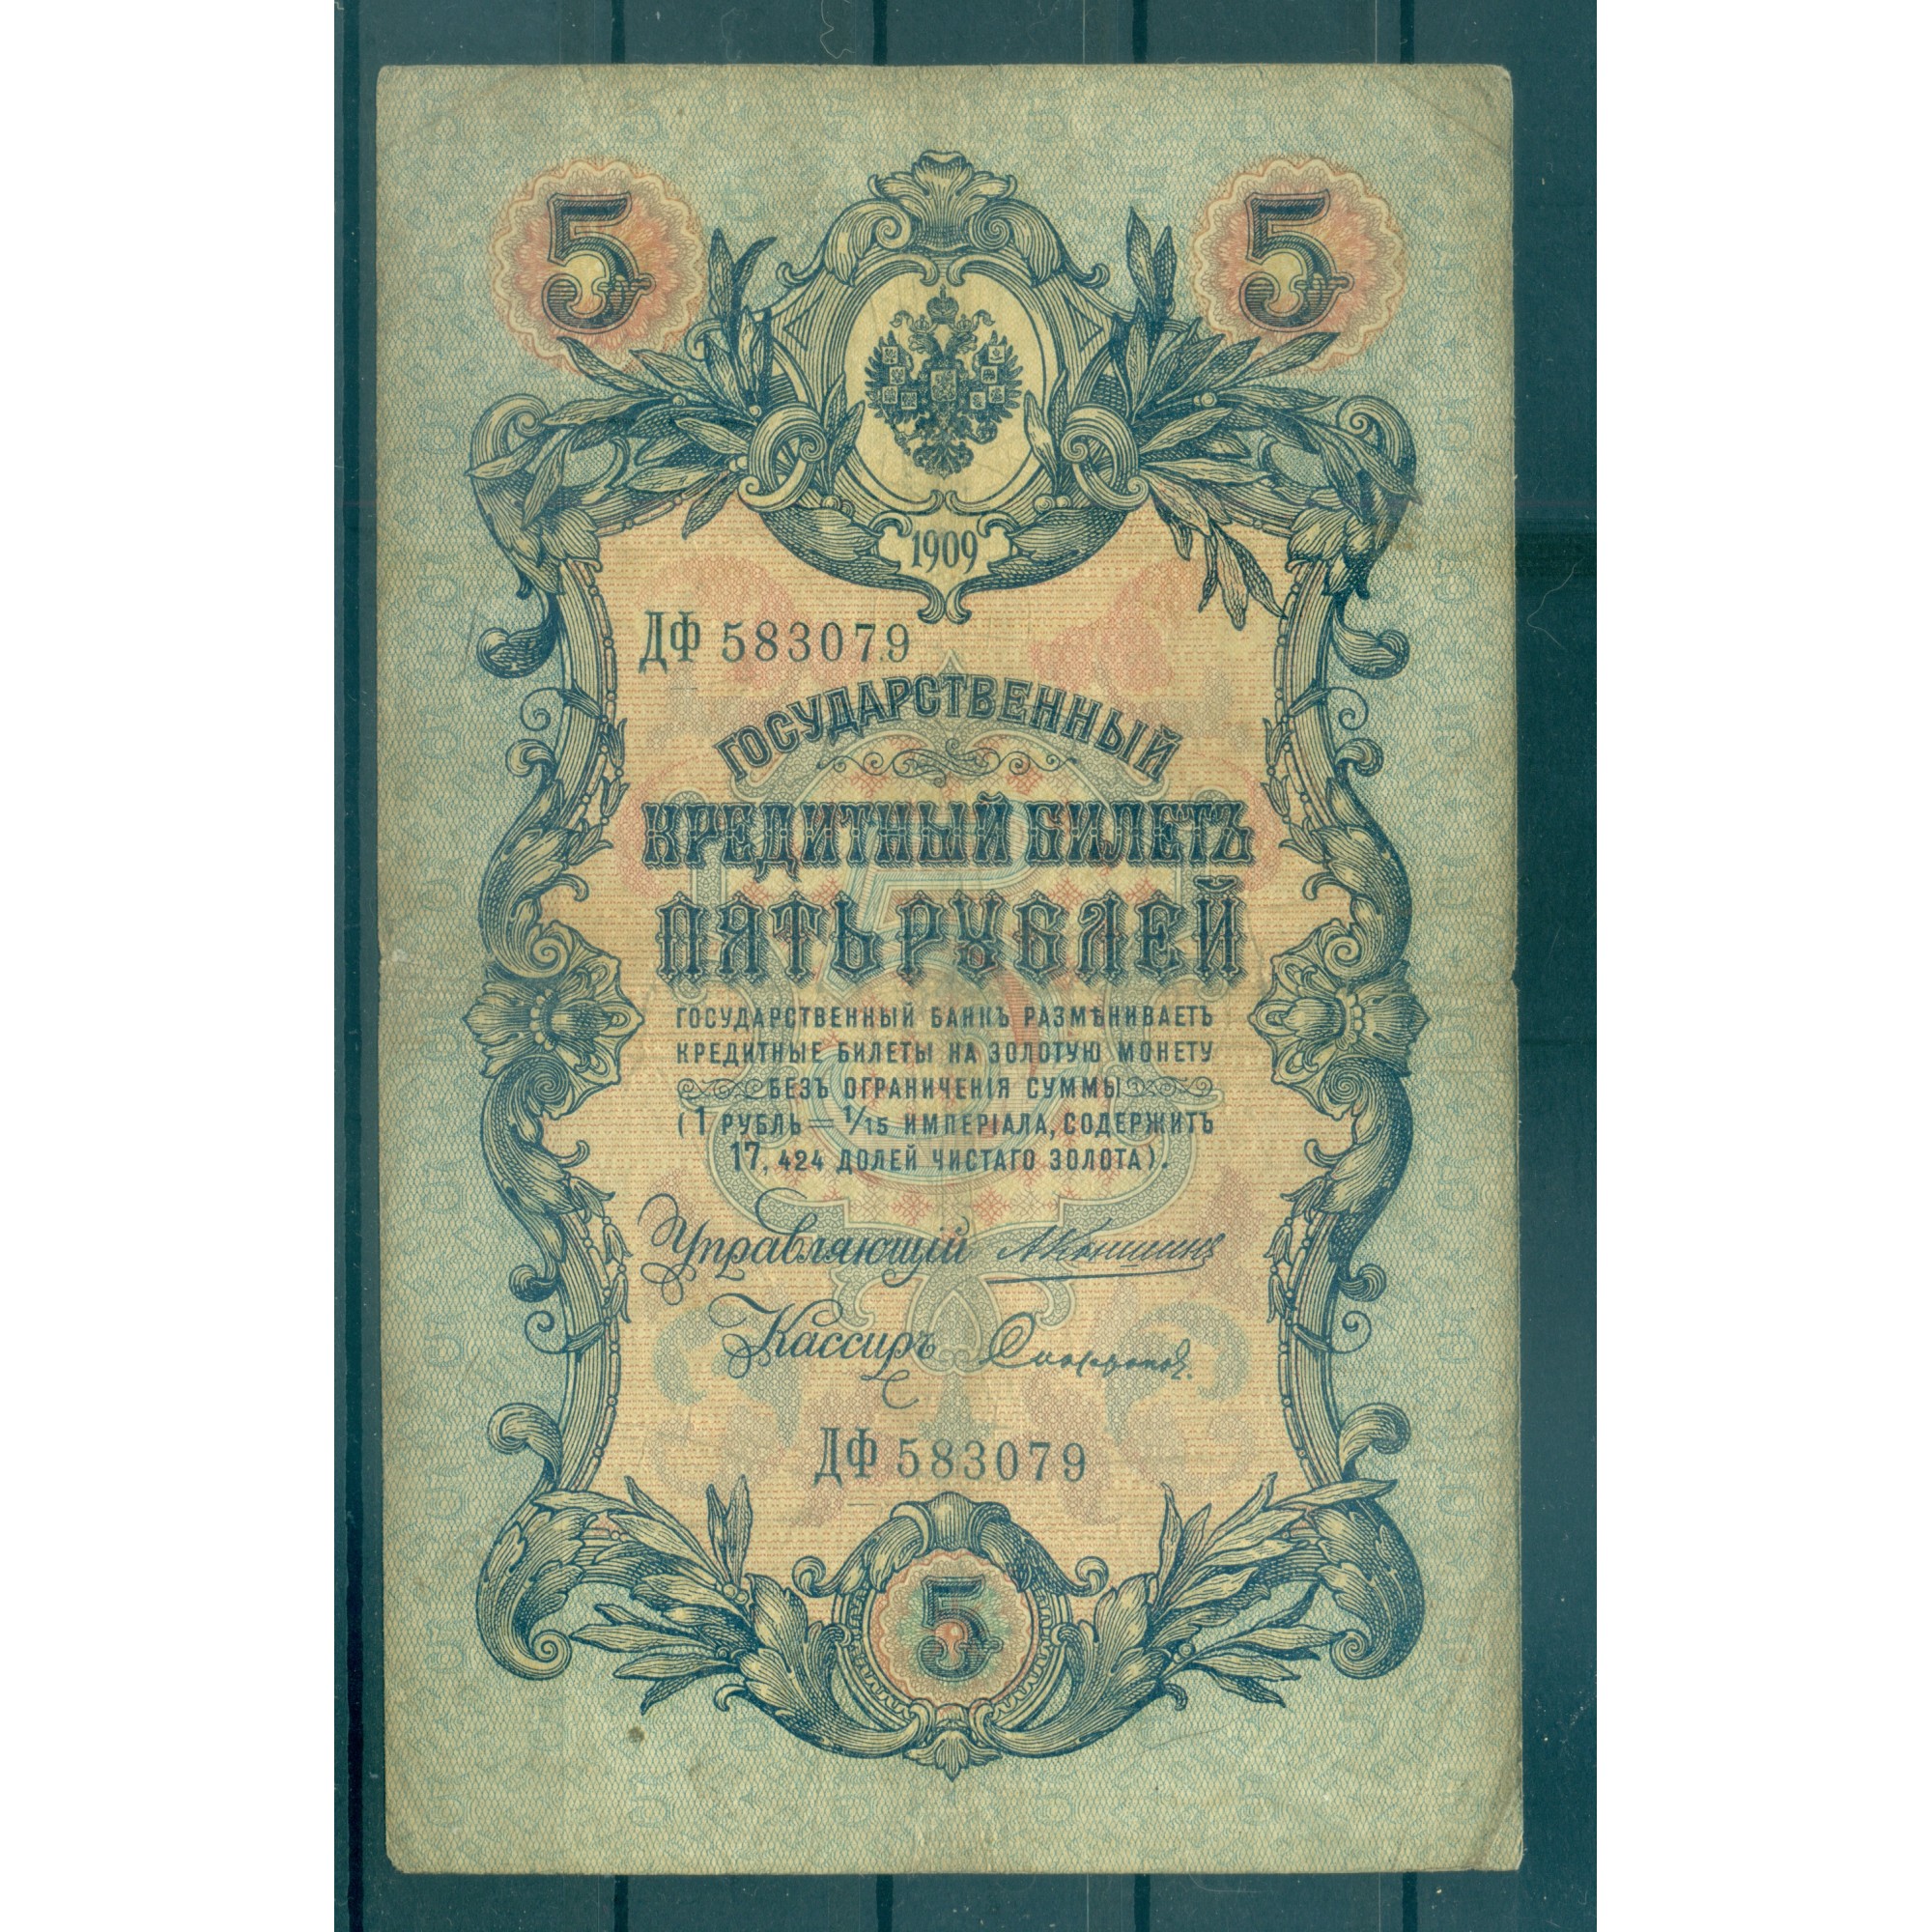 5 5
1909
ДФ 583079
ГОСУДАРСТВЕННЫЙ
КРЕДИТНЫЙ БИЛЕТЪ
ПЯТЬ РУБЛЕЙ
ГОСУДАРСТВЕННЫЙ БАНКЪ РАЗМѢНИВАЕТЪ
КРЕДИТНЫЕ БИЛЕТЫ НА ЗОЛОТУЮ МОНЕТУ
БЕЗЪ ОГРАНИЧЕНІЯ СУММЫ
(1 РУБЛЬ = 1/15 ИМПЕРІАЛА, СОДЕРЖИТЪ
17,424 ДОЛЕЙ ЧИСТАГО ЗОЛОТА).
Управляющій АКоншинъ
Кассиръ
ДФ 583079
5